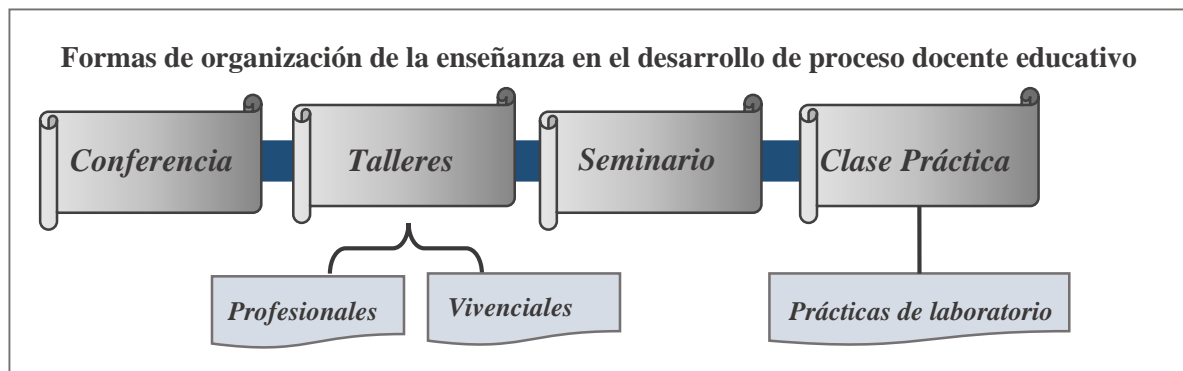 Formas de organización de la enseñanza en el desarrollo de proceso docente educativo
Conferencia
Talleres
Seminario
Clase Práctica
Profesionales
Vivenciales
Prácticas de laboratorio